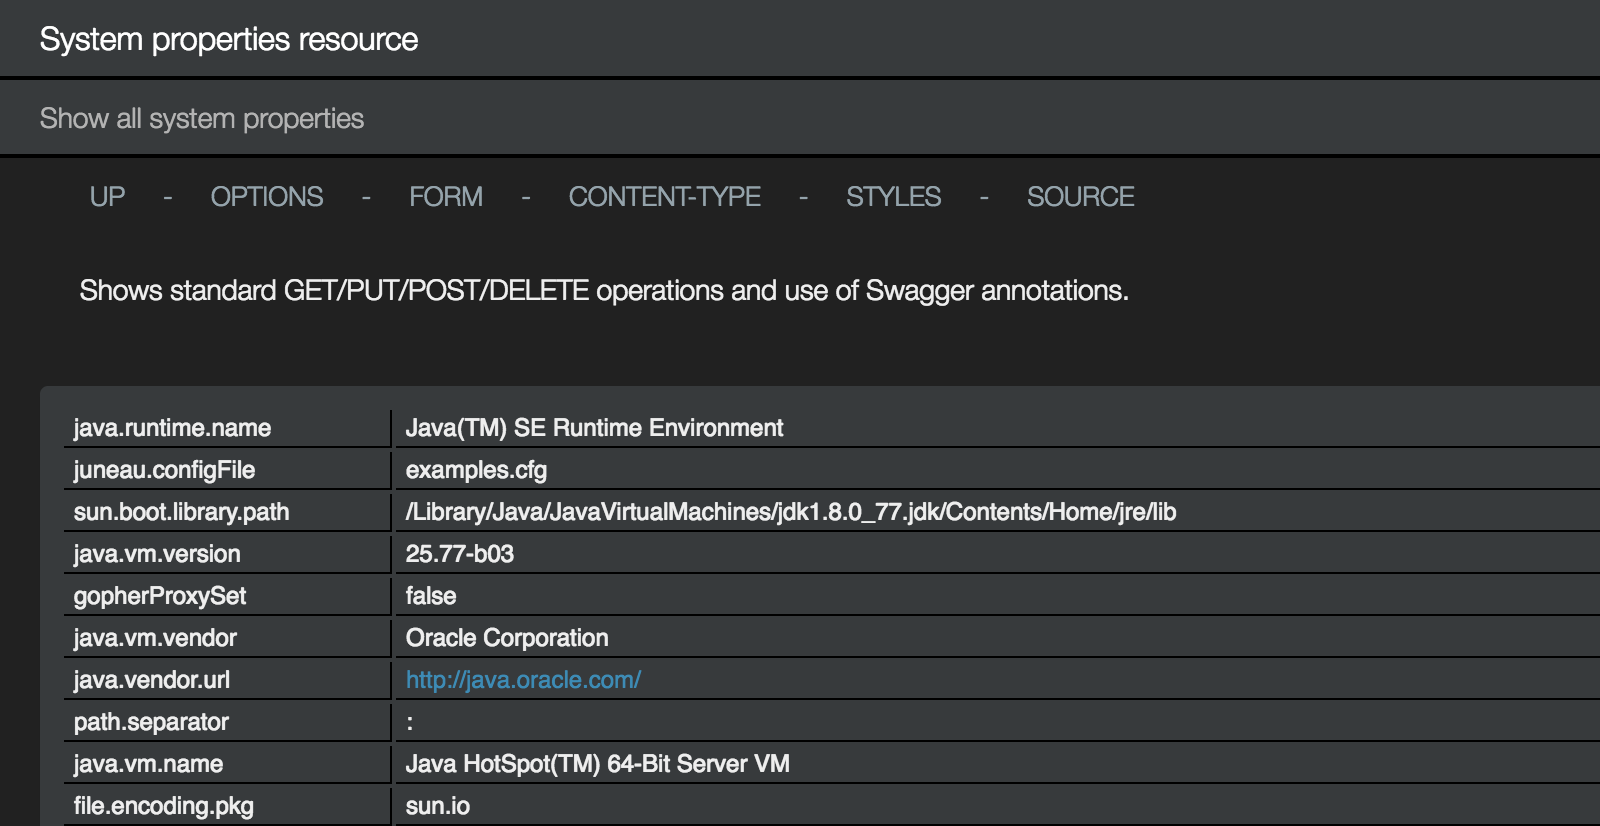 System properties resource
Show all system properties
UP - OPTIONS - FORM - CONTENT-TYPE - STYLES - SOURCE
Shows standard GET/PUT/POST/DELETE operations and use of Swagger annotations.
java.runtime.name Java(TM) SE Runtime Environment
juneau.configFile examples.cfg
sun.boot.library.path /Library/Java/JavaVirtualMachines/jdk1.8.0_77.jdk/Contents/Home/jre/lib
java.vm.version 25.77-b03
gopherProxySet false
java.vm.vendor Oracle Corporation
java.vendor.url http://java.oracle.com/
path.separator :
java.vm.name Java HotSpot(TM) 64-Bit Server VM
file.encoding.pkg sun.io